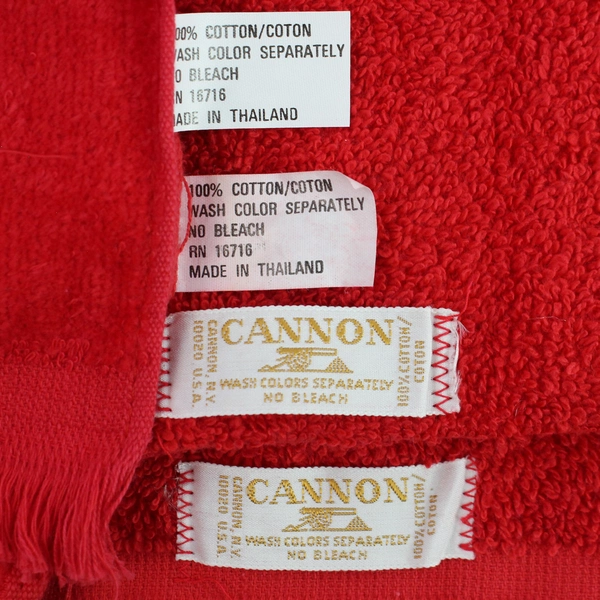 00% COTTON/COTON
WASH COLOR SEPARATELY
NO BLEACH
RN 16716
MADE IN THAILAND
100% COTTON/COTON
WASH COLOR SEPARATELY
NO BLEACH
RN 16716
MADE IN THAILAND
CANNON, N.Y.
10020 U.S.A.
CANNON
WASH COLORS SEPARATELY
NO BLEACH
100% COTTON/
COTON
CANNON, N.Y.
10020 U.S.A.
CANNON
WASH COLORS SEPARATELY
NO BLEACH
100% COTTON/
COTON